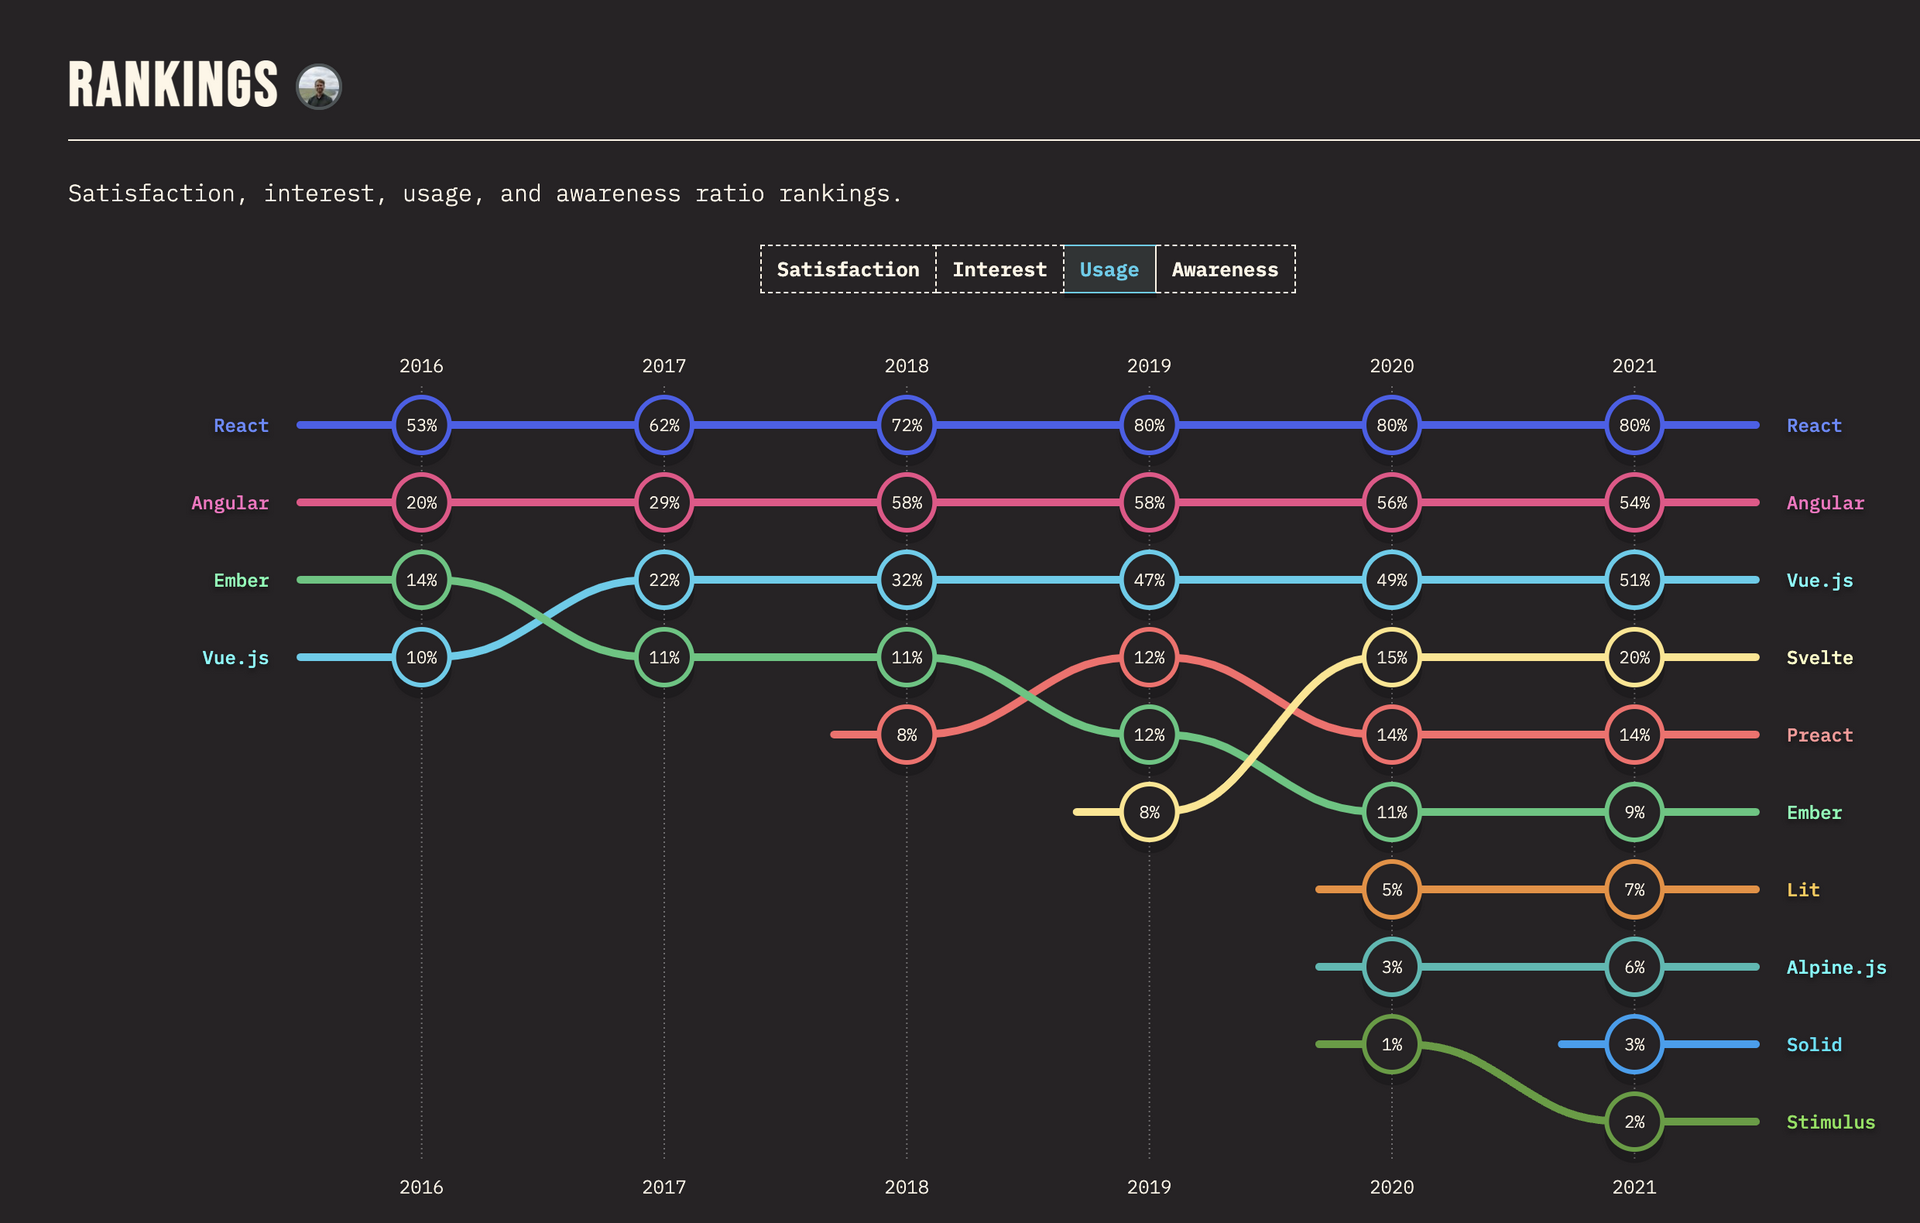 RANKINGS
Satisfaction, interest, usage, and awareness ratio rankings.
Satisfaction Interest Usage Awareness
2016 2017 2018 2019 2020 2021
React 53% 62% 72% 80% 80% 80% React
Angular 20% 29% 58% 58% 56% 54% Angular
Ember 14% 22% 32% 47% 49% 51% Vue.js
Vue.js 10% 11% 11% 12% 15% 20% Svelte
8% 12% 14% 14% Preact
8% 11% 9% Ember
5% 7% Lit
3% 6% Alpine.js
1% 3% Solid
2% Stimulus
2016 2017 2018 2019 2020 2021